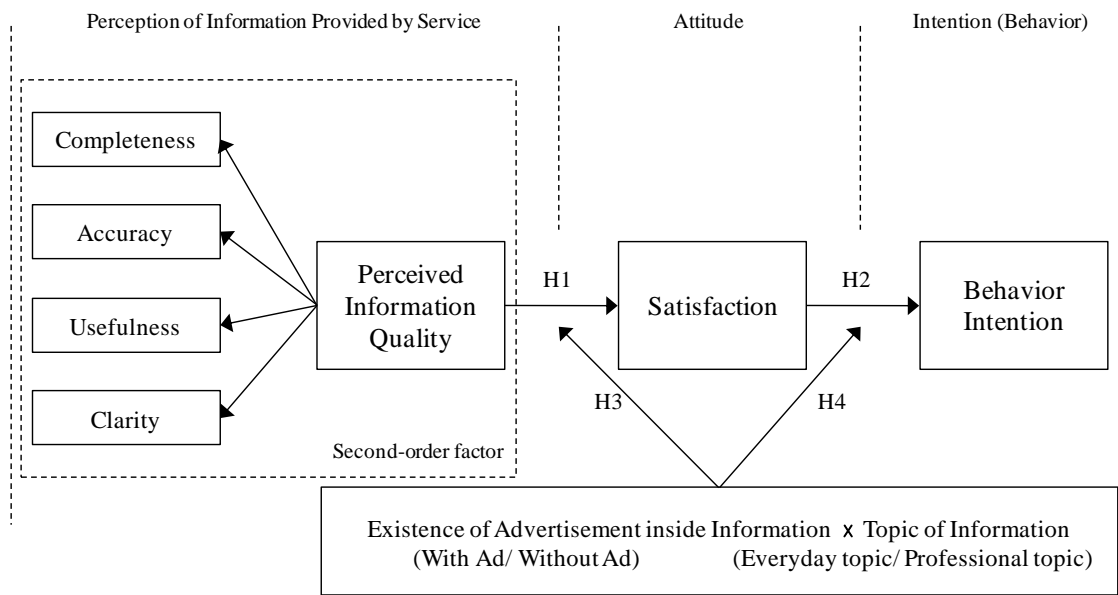 Perception of Information Provided by Service
Attitude
Intention (Behavior)
Completeness
Accuracy
Usefulness
Clarity
Perceived
Information
Quality
Second-order factor
H1
Satisfaction
H2
Behavior
Intention
H3
H4
Existence of Advertisement inside Information x Topic of Information
(With Ad/ Without Ad) (Everyday topic/ Professional topic)